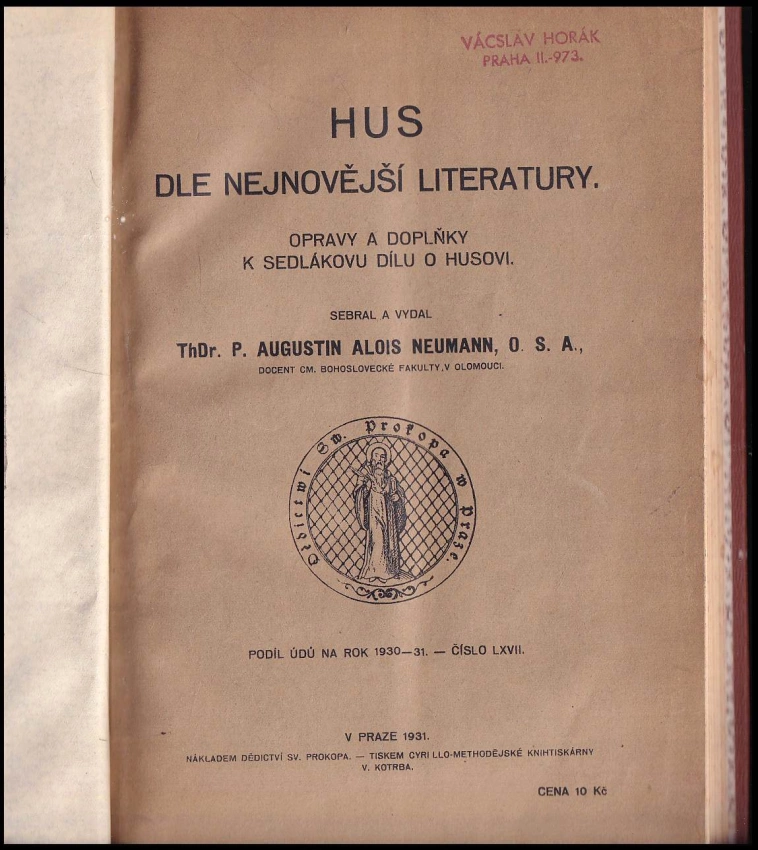 VÁCSLAV HORÁK
PRAHA II.-973.
HUS
DLE NEJNOVĚJŠÍ LITERATURY.
OPRAVY A DOPLŇKY
K SEDLÁKOVU DÍLU O HUSOVI.
SEBRAL A VYDAL
ThDr. P. AUGUSTIN ALOIS NEUMANN, O. S. A.,
DOCENT CM. BOHOSLOVECKÉ FAKULTY V OLOMOUCI.
Dědictwí Sw. Prokopa w Praze.
PODÍL ÚDŮ NA ROK 1930—31. — ČÍSLO LXVII.
V PRAZE 1931.
NÁKLADEM DĚDICTVÍ SV. PROKOPA. — TISKEM CYRILLO-METHODĚJSKÉ KNIHTISKÁRNY
V. KOTRBA.
CENA 10 Kč